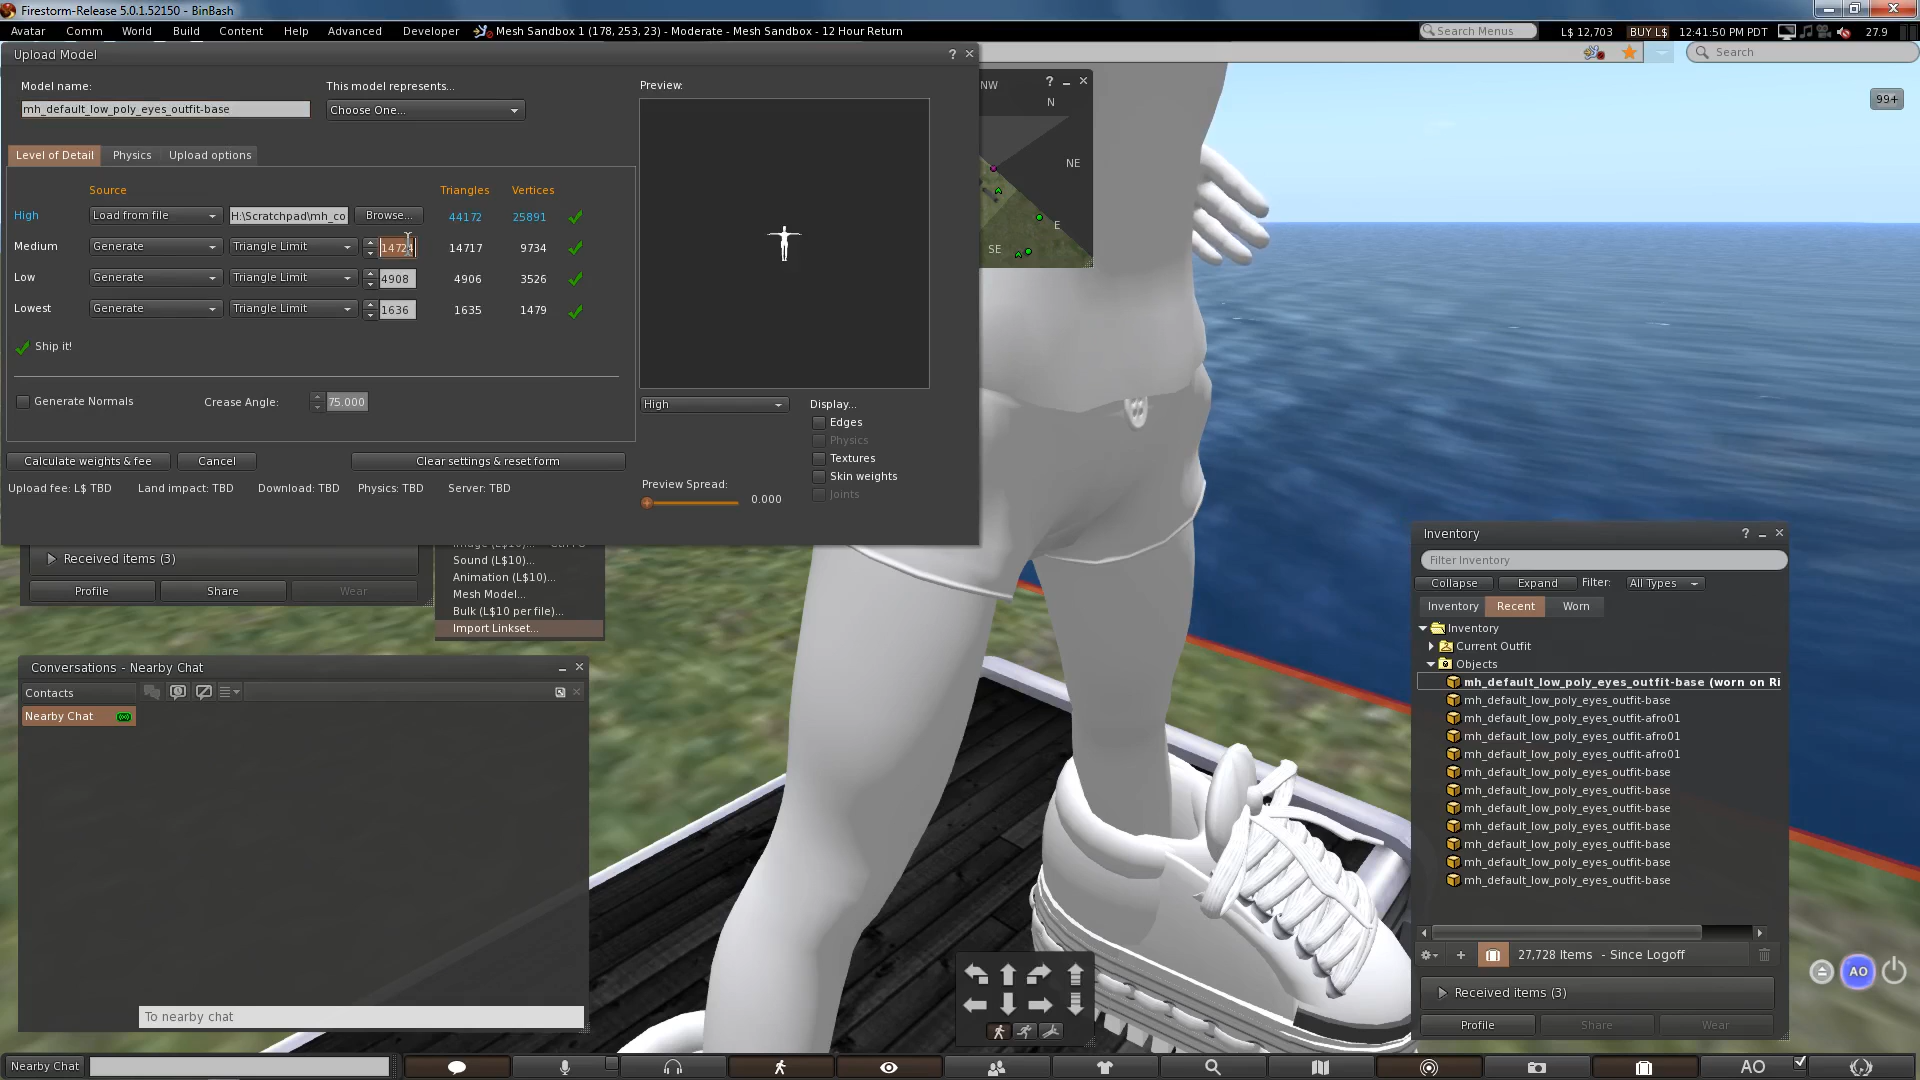 Firestorm-Release 5.0.1.52150 - BinBash
Avatar Comm World Build Content Help Advanced Developer Mesh Sandbox 1 (178, 253, 23) - Moderate - Mesh Sandbox - 12 Hour Return Search Menus L$ 12,703 BUY L$ 12:41:50 PM PDT 27.9
Search
Upload Model ?
Model name: This model represents... Preview:
mh_default_low_poly_eyes_outfit-base Choose One...
Level of Detail Physics Upload options
Source Triangles Vertices
High Load from file H:\Scratchpad\mh_co Browse... 44172 25891
Medium Generate Triangle Limit 14717 9734
Low Generate Triangle Limit 4908 4906 3526
Lowest Generate Triangle Limit 1636 1635 1479
Ship it!
Generate Normals Crease Angle: 75.000
High Display...
Edges
Physics
Textures
Skin weights
Joints
Preview Spread: 0.000
Calculate weights & fee Cancel Clear settings & reset form
Upload fee: L$ TBD Land impact: TBD Download: TBD Physics: TBD Server: TBD
?
NW
N
NE
E
SE
99+
Received items (3)
Profile Share Wear
Sound (L$10)...
Animation (L$10)...
Mesh Model...
Bulk (L$10 per file)...
Import Linkset...
Conversations - Nearby Chat
Contacts
Nearby Chat
To nearby chat
Inventory ?
Filter Inventory
Collapse Expand Filter: All Types
Inventory Recent Worn
Inventory
Current Outfit
Objects
mh_default_low_poly_eyes_outfit-base (worn on Ri
mh_default_low_poly_eyes_outfit-base
mh_default_low_poly_eyes_outfit-afro01
mh_default_low_poly_eyes_outfit-afro01
mh_default_low_poly_eyes_outfit-afro01
mh_default_low_poly_eyes_outfit-base
mh_default_low_poly_eyes_outfit-base
mh_default_low_poly_eyes_outfit-base
mh_default_low_poly_eyes_outfit-base
mh_default_low_poly_eyes_outfit-base
mh_default_low_poly_eyes_outfit-base
mh_default_low_poly_eyes_outfit-base
27,728 Items - Since Logoff
Received items (3)
Profile Share Wear
AO
Nearby Chat AO